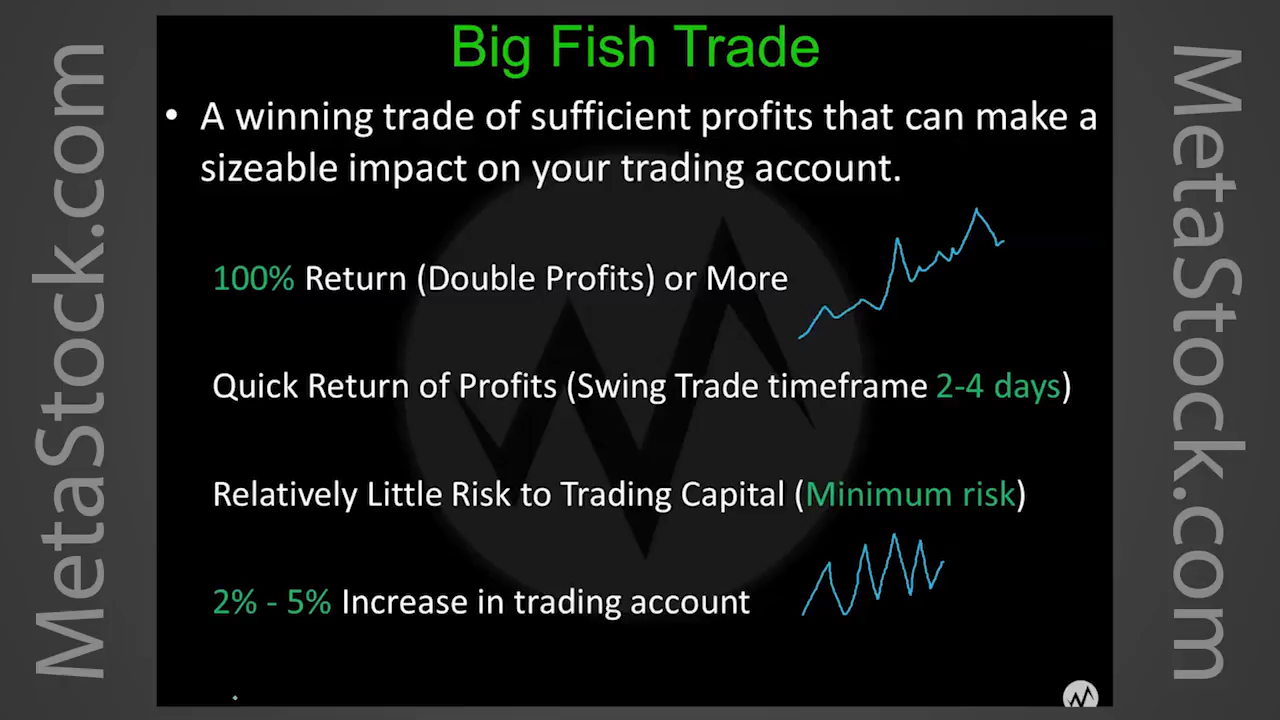 MetaStock.com
Big Fish Trade
• A winning trade of sufficient profits that can make a
sizeable impact on your trading account.
100% Return (Double Profits) or More
Quick Return of Profits (Swing Trade timeframe 2-4 days)
Relatively Little Risk to Trading Capital (Minimum risk)
2% - 5% Increase in trading account
MetaStock.com